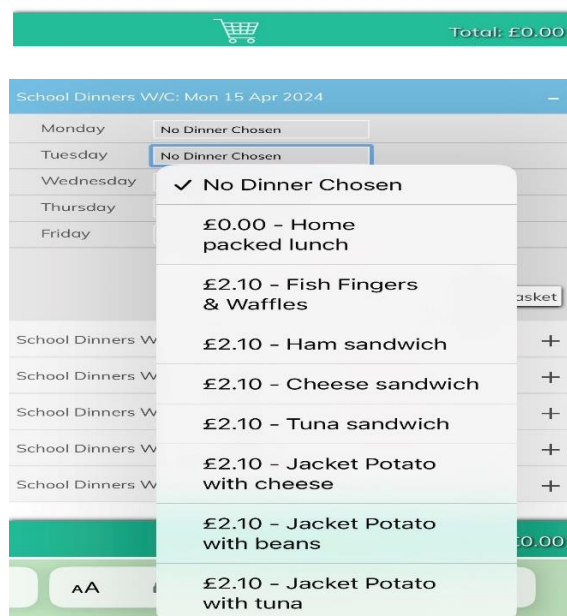 Total: £0.00
School Dinners W/C: Mon 15 Apr 2024 −
Monday No Dinner Chosen
Tuesday No Dinner Chosen
Wednesday
Thursday
Friday
✓ No Dinner Chosen
£0.00 - Home
packed lunch
£2.10 - Fish Fingers
& Waffles
asket
£2.10 - Ham sandwich
£2.10 - Cheese sandwich
£2.10 - Tuna sandwich
£2.10 - Jacket Potato
with cheese
£2.10 - Jacket Potato
with beans
£2.10 - Jacket Potato
with tuna
School Dinners W +
School Dinners W +
School Dinners W +
School Dinners W +
School Dinners W +
£0.00
AA